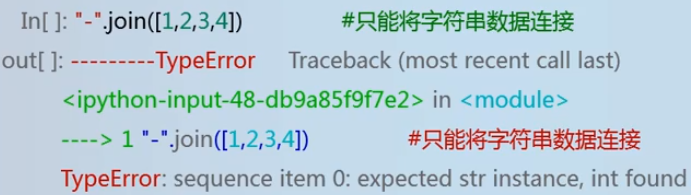 In[ ]: "-".join([1,2,3,4]) #只能将字符串数据连接
out[ ]: ---------TypeError Traceback (most recent call last)
<ipython-input-48-db9a85f9f7e2> in <module>
----> 1 "-".join([1,2,3,4]) #只能将字符串数据连接
TypeError: sequence item 0: expected str instance, int found